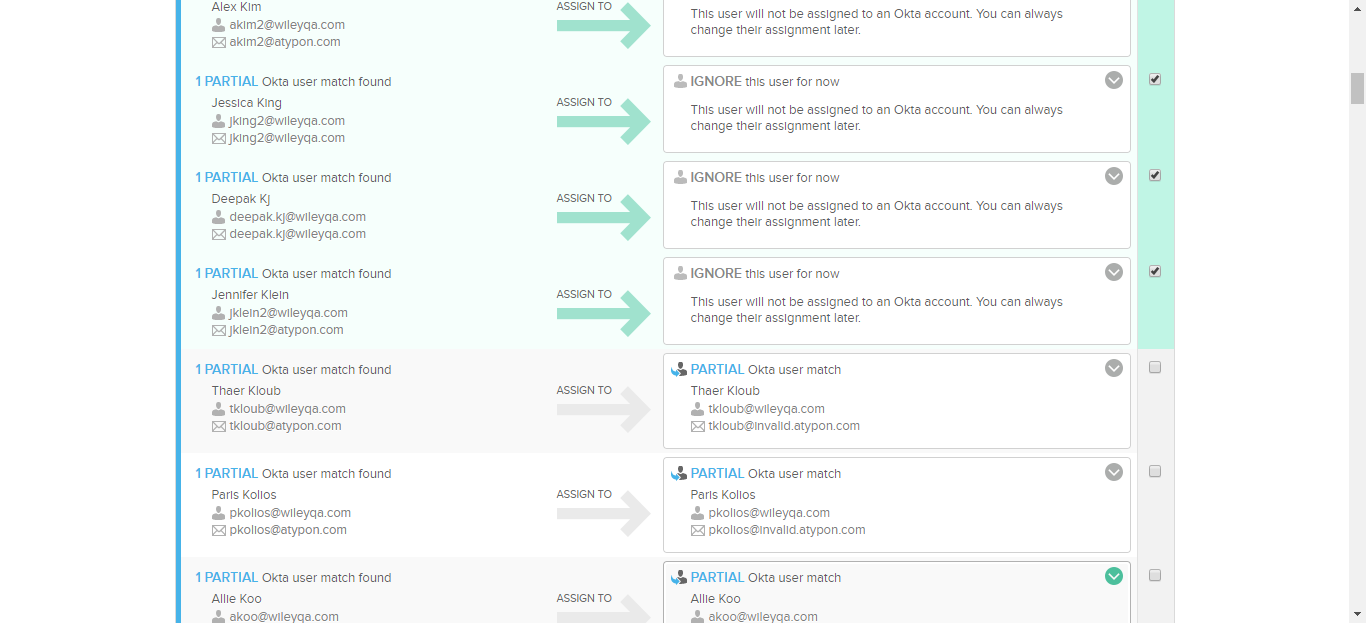 Alex Kim
akim2@wileyqa.com
akim2@atypon.com
ASSIGN TO
This user will not be assigned to an Okta account. You can always
change their assignment later.
1 PARTIAL Okta user match found
Jessica King
jking2@wileyqa.com
jking2@wileyqa.com
ASSIGN TO
IGNORE this user for now
This user will not be assigned to an Okta account. You can always
change their assignment later.
1 PARTIAL Okta user match found
Deepak Kj
deepak.kj@wileyqa.com
deepak.kj@wileyqa.com
ASSIGN TO
IGNORE this user for now
This user will not be assigned to an Okta account. You can always
change their assignment later.
1 PARTIAL Okta user match found
Jennifer Klein
jklein2@wileyqa.com
jklein2@atypon.com
ASSIGN TO
IGNORE this user for now
This user will not be assigned to an Okta account. You can always
change their assignment later.
1 PARTIAL Okta user match found
Thaer Kloub
tkloub@wileyqa.com
tkloub@atypon.com
ASSIGN TO
PARTIAL Okta user match
Thaer Kloub
tkloub@wileyqa.com
tkloub@invalid.atypon.com
1 PARTIAL Okta user match found
Paris Kolios
pkolios@wileyqa.com
pkolios@atypon.com
ASSIGN TO
PARTIAL Okta user match
Paris Kolios
pkolios@wileyqa.com
pkolios@invalid.atypon.com
1 PARTIAL Okta user match found
Allie Koo
akoo@wileyqa.com
ASSIGN TO
PARTIAL Okta user match
Allie Koo
akoo@wileyqa.com